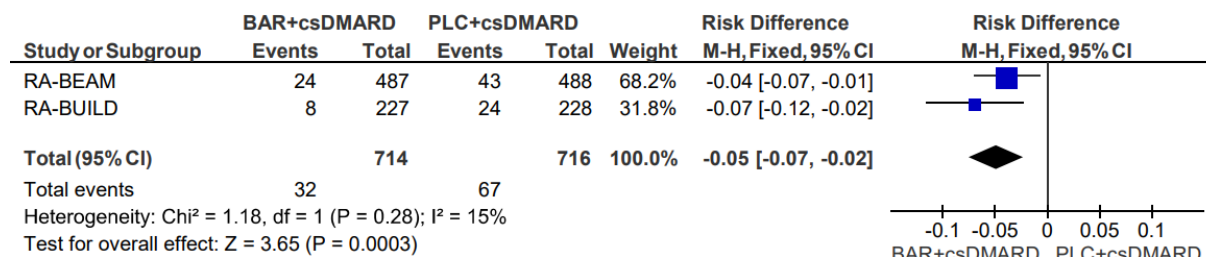 BAR+csDMARD PLC+csDMARD Risk Difference Risk Difference
Study or Subgroup Events Total Events Total Weight M-H, Fixed, 95% CI M-H, Fixed, 95% CI
RA-BEAM 24 487 43 488 68.2% -0.04 [-0.07, -0.01]
RA-BUILD 8 227 24 228 31.8% -0.07 [-0.12, -0.02]
Total (95% CI) 714 716 100.0% -0.05 [-0.07, -0.02]
Total events 32 67
Heterogeneity: Chi² = 1.18, df = 1 (P = 0.28); I² = 15%
Test for overall effect: Z = 3.65 (P = 0.0003)
-0.1 -0.05 0 0.05 0.1
BAR+csDMARD PLC+csDMARD